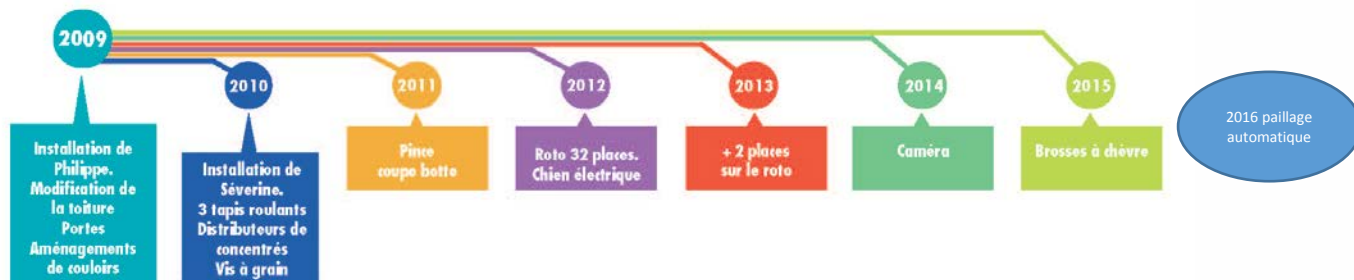 2009
Installation de
Philippe.
Modification de
la toiture
Portes
Aménagements
de couloirs
2010
Installation de
Séverine.
3 tapis roulants
Distributeurs de
concentrés
Vis à grain
2011
Pince
coupe botte
2012
Roto 32 places.
Chien électrique
2013
+ 2 places
sur le roto
2014
Caméra
2015
Brosses à chèvre
2016 paillage
automatique